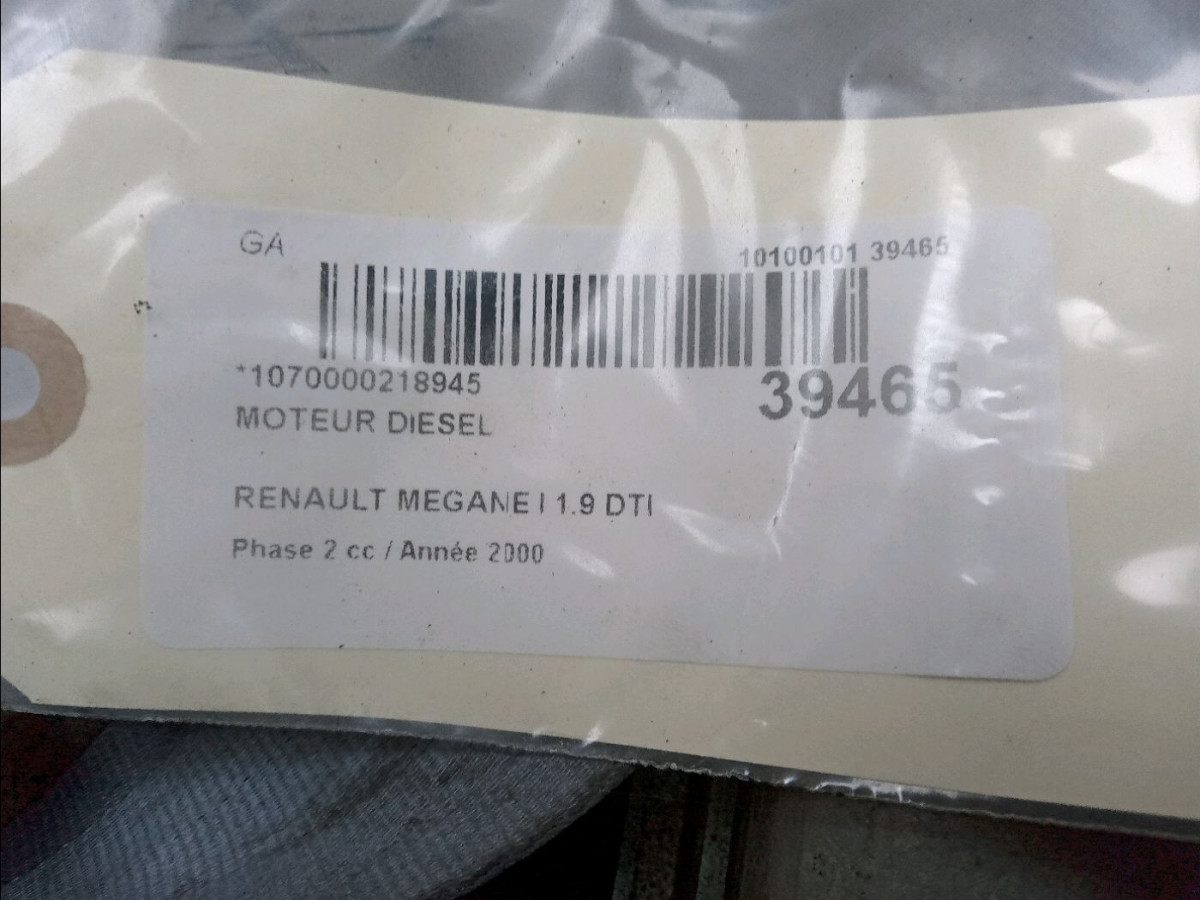 GA
10100101 39465
*1070000218945
39465
MOTEUR DIESEL
RENAULT MEGANE I 1.9 DTI
Phase 2 cc / Année 2000